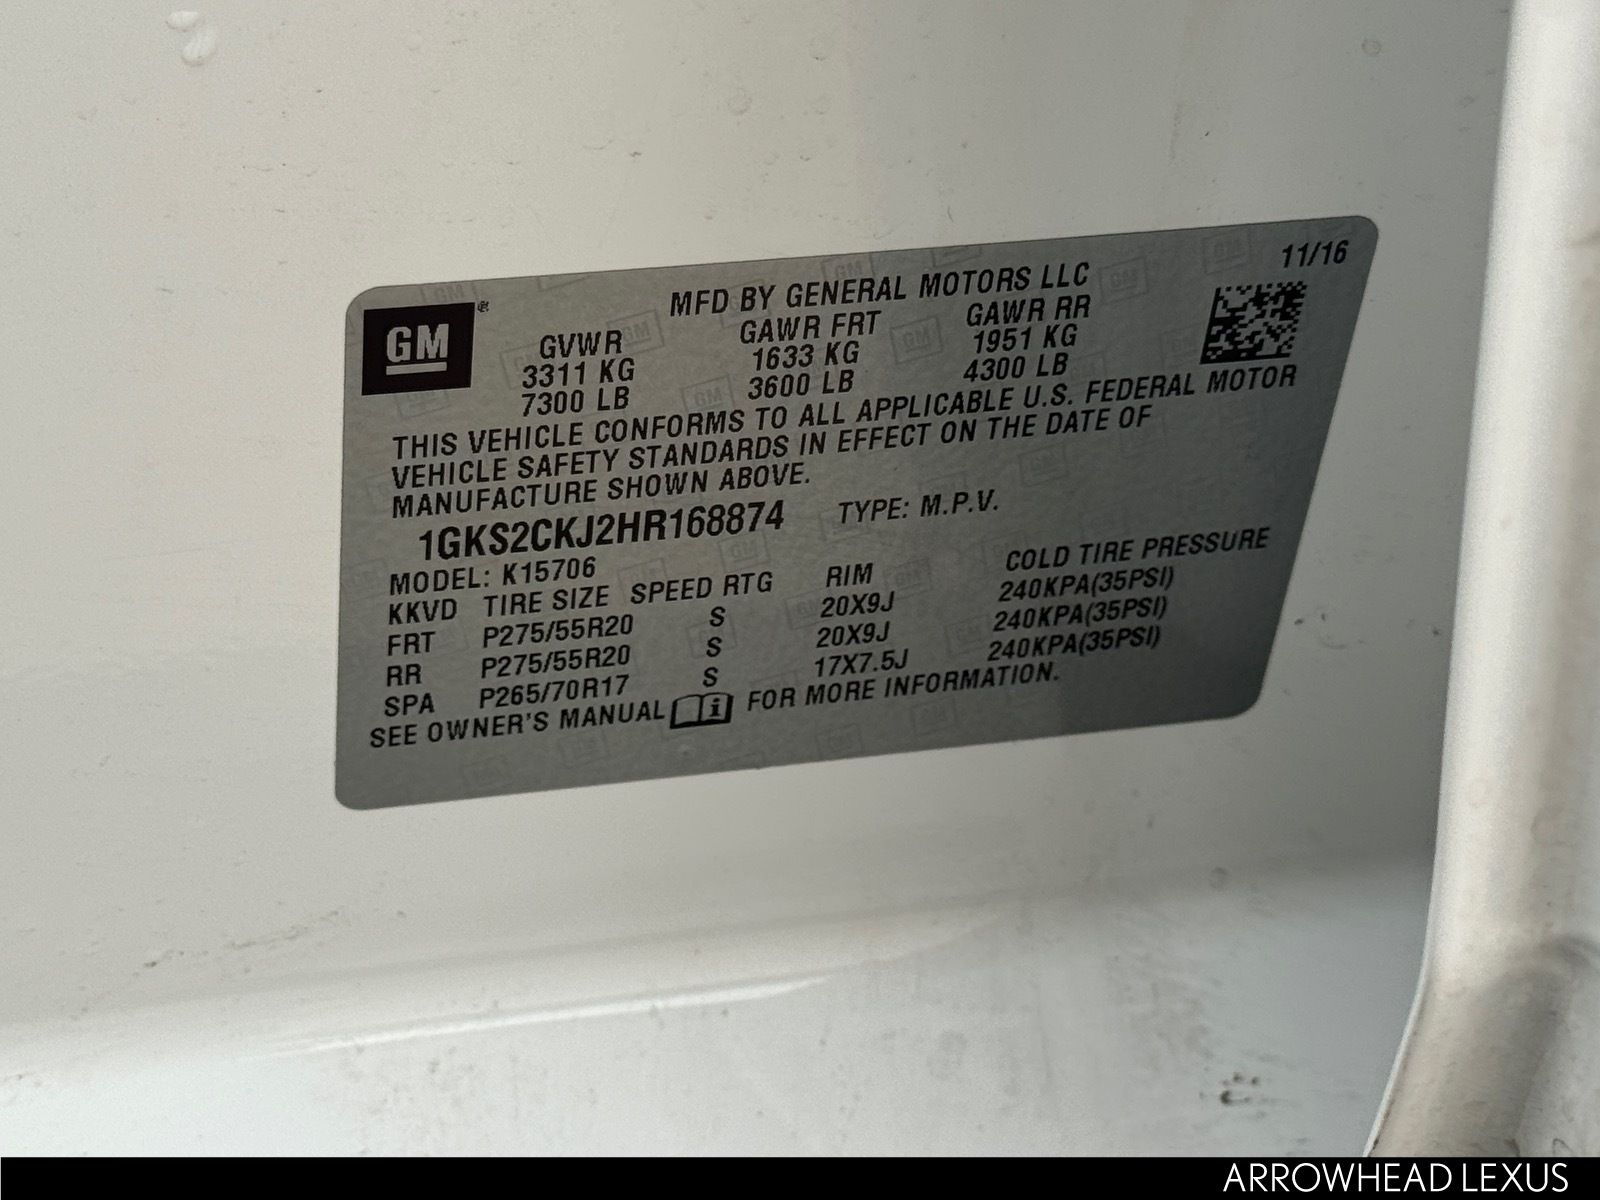 11/16
MFD BY GENERAL MOTORS LLC
GM
GVWR GAWR FRT GAWR RR
3311 KG 1633 KG 1951 KG
7300 LB 3600 LB 4300 LB
THIS VEHICLE CONFORMS TO ALL APPLICABLE U.S. FEDERAL MOTOR
VEHICLE SAFETY STANDARDS IN EFFECT ON THE DATE OF
MANUFACTURE SHOWN ABOVE.
1GKS2CKJ2HR168874 TYPE: M.P.V.
MODEL: K15706
KKVD TIRE SIZE SPEED RTG RIM COLD TIRE PRESSURE
FRT P275/55R20 S 20X9J 240KPA(35PSI)
RR P275/55R20 S 20X9J 240KPA(35PSI)
SPA P265/70R17 S 17X7.5J 240KPA(35PSI)
SEE OWNER'S MANUAL FOR MORE INFORMATION.
ARROWHEAD LEXUS